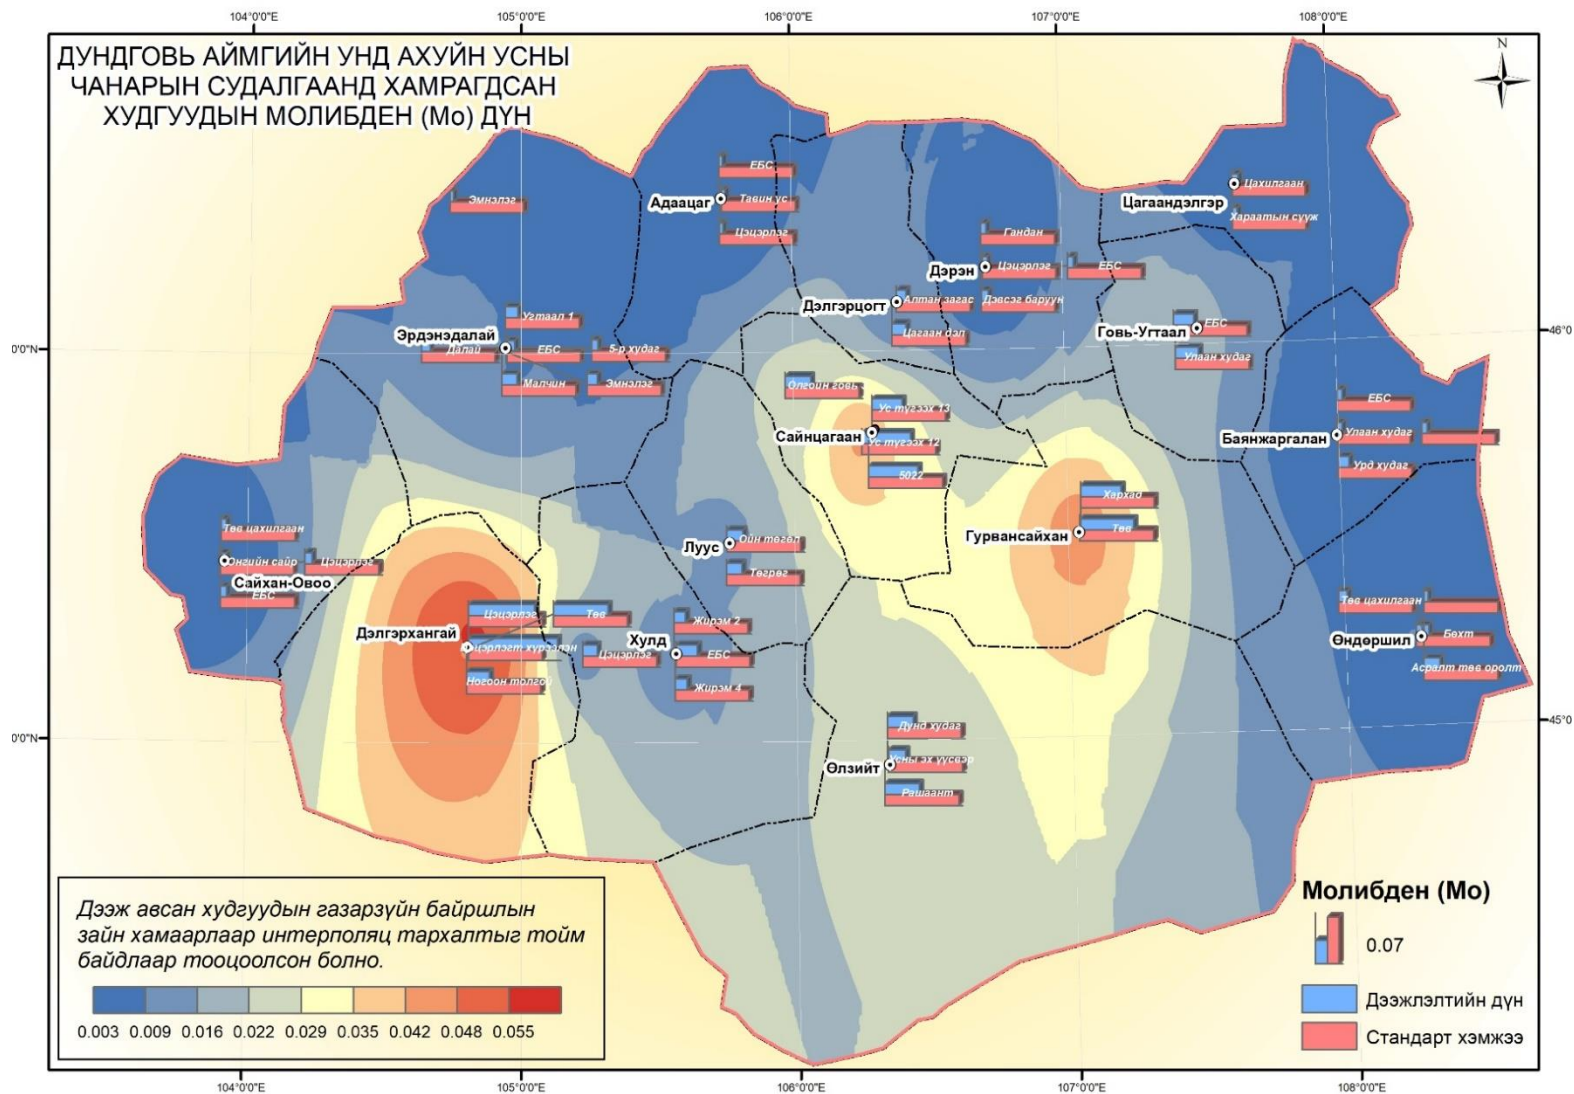 104°0'0"E
105°0'0"E
106°0'0"E
107°0'0"E
108°0'0"E
N
ДУНДГОВЬ АЙМГИЙН УНД АХУЙН УСНЫ
ЧАНАРЫН СУДАЛГААНД ХАМРАГДСАН
ХУДГУУДЫН МОЛИБДЕН (Мо) ДҮН
Эмнэлэг
ЕБС
Адаацаг
Тавин ус
Цэцэрлэг
Цахилгаан
Цагаандэлгэр
Хараатын сууж
Гандан
Дэрэн
Цэцэрлэг
ЕБС
Дэвсэг баруун
Дэлгэрцогт
Алтан загас
Цагаан дэл
Говь-Угтаал
ЕБС
Улаан худаг
Угтаал 1
Эрдэнэдалай
Далай
ЕБС
5-р худаг
Малчин
Эмнэлэг
0'0"N
46°0
Олгойн говь
Ус түгээх 13
Сайнцагаан
Ус түгээх 12
5022
ЕБС
Баянжаргалан
Улаан худаг
Урд худаг
Хархад
Гурвансайхан
Төв
Төв цахилгаан
Онгийн сайр
Цэцэрлэг
Сайхан-Овоо
ЕБС
Луус
Ойн төгөл
Төгрөг
Цэцэрлэг
Төв
Дэлгэрхангай
Цэцэрлэгт хүрээлэн
Ногоон толгой
Цэцэрлэг
Жирэм 2
Хулд
ЕБС
Жирэм 4
Төв цахилгаан
Өндөршил
Бөхт
Асралт төв оролт
0'0"N
45°0
Дунд худаг
Өлзийт
Усны эх үүсвэр
Рашаант
Дээж авсан худгуудын газарзүйн байршлын
зайн хамаарлаар интерполяц тархалтыг тойм
байдлаар тооцоолсон болно.
0.003 0.009 0.016 0.022 0.029 0.035 0.042 0.048 0.055
Молибден (Мо)
0.07
Дээжлэлтийн дүн
Стандарт хэмжээ
104°0'0"E
105°0'0"E
106°0'0"E
107°0'0"E
108°0'0"E